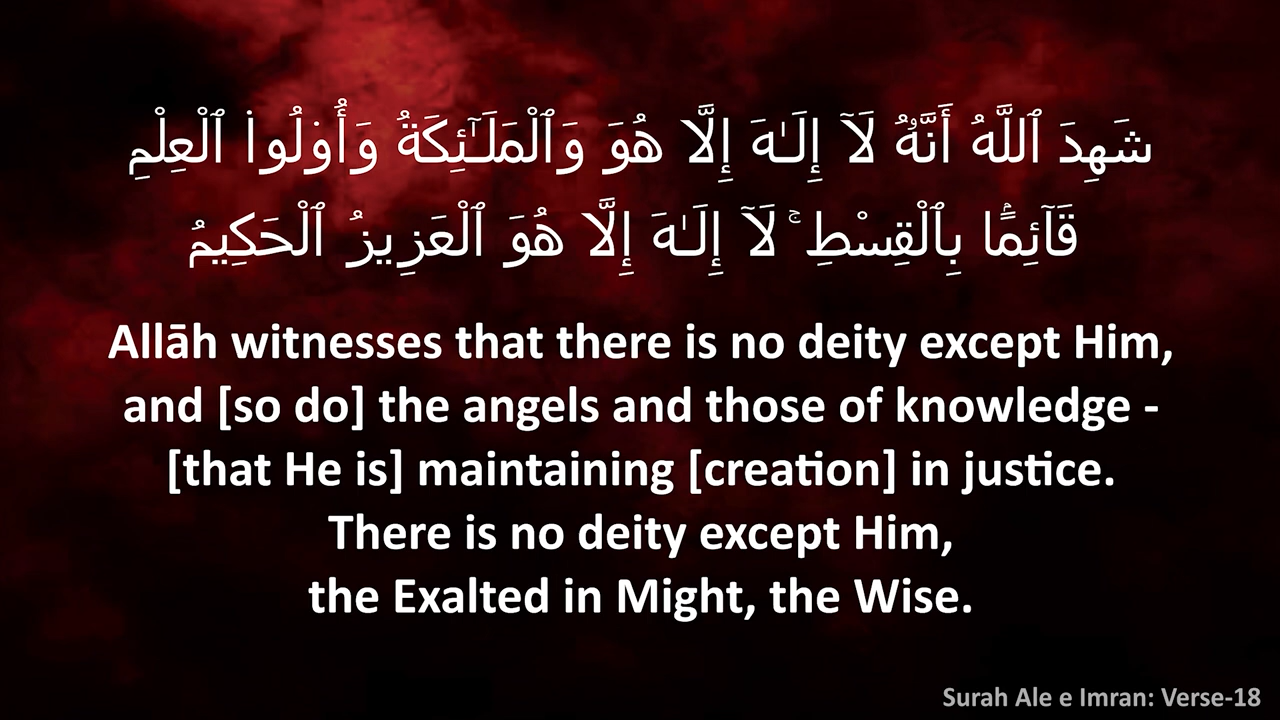 شَهِدَ ٱللَّهُ أَنَّهُۥ لَآ إِلَـٰهَ إِلَّا هُوَ وَٱلْمَلَـٰٓئِكَةُ وَأُو۟لُوا۟ ٱلْعِلْمِ
قَآئِمًۢا بِٱلْقِسْطِ ۚ لَآ إِلَـٰهَ إِلَّا هُوَ ٱلْعَزِيزُ ٱلْحَكِيمُ
Allāh witnesses that there is no deity except Him,
and [so do] the angels and those of knowledge -
[that He is] maintaining [creation] in justice.
There is no deity except Him,
the Exalted in Might, the Wise.
Surah Ale e Imran: Verse-18